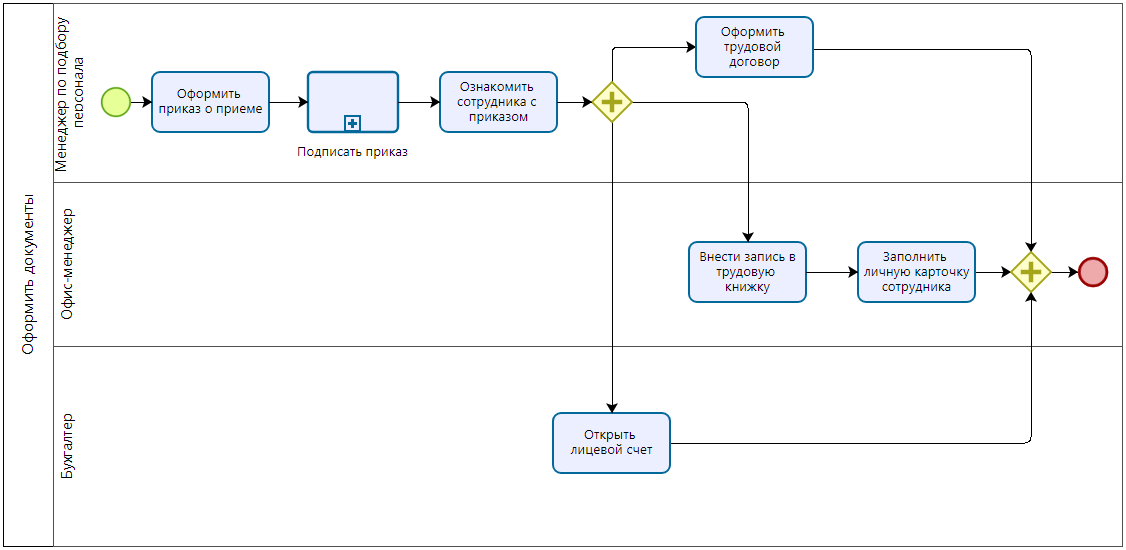 Оформить документы
Менеджер по подбору
персонала
Оформить
приказ о приеме
Подписать приказ
Ознакомить
сотрудника с
приказом
Оформить
трудовой
договор
Офис-менеджер
Внести запись в
трудовую
книжку
Заполнить
личную карточку
сотрудника
Бухгалтер
Открыть
лицевой счет